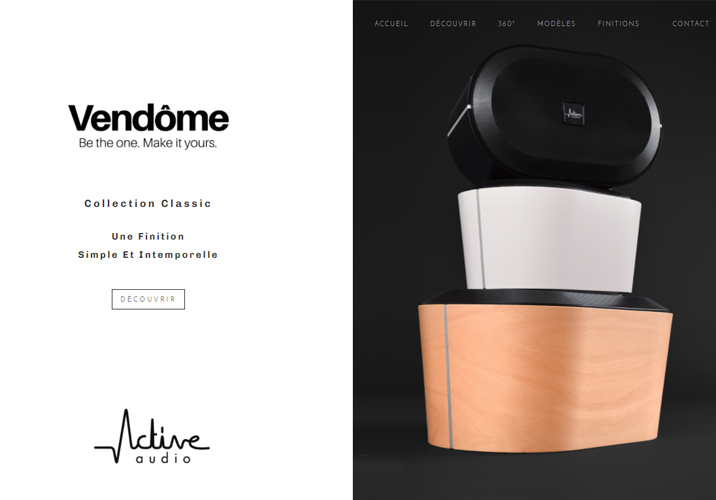 ACCUEIL DÉCOUVRIR 360° MODÈLES FINITIONS CONTACT
Vendôme
Be the one. Make it yours.
Collection Classic
Une Finition
Simple Et Intemporelle
DÉCOUVRIR
Active
audio